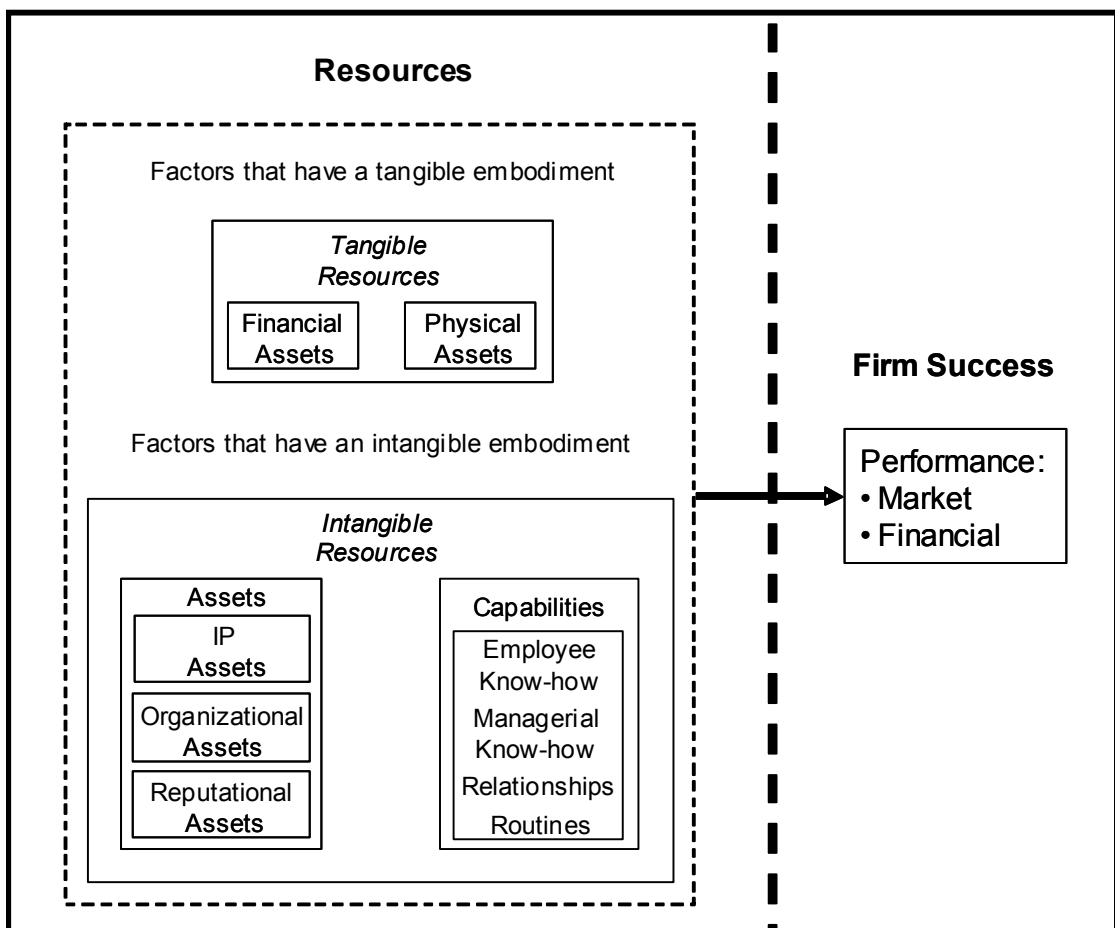 Resources
Factors that have a tangible embodiment
Tangible
Resources
Financial
Assets
Physical
Assets
Factors that have an intangible embodiment
Intangible
Resources
Assets
IP
Assets
Organizational
Assets
Reputational
Assets
Capabilities
Employee
Know-how
Managerial
Know-how
Relationships
Routines
Firm Success
Performance:
• Market
• Financial